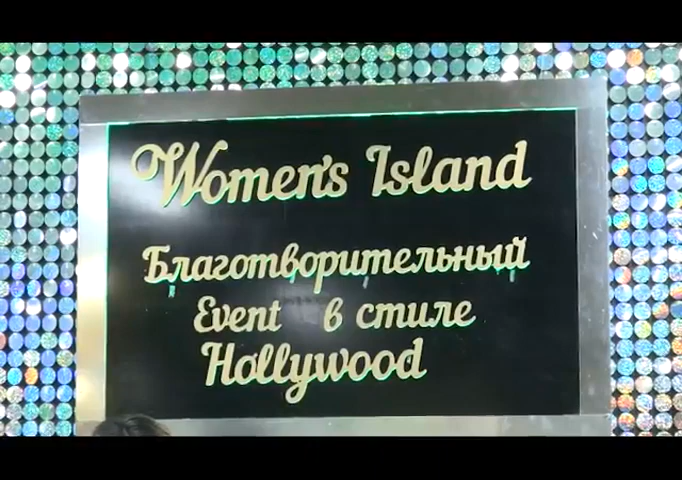 Women's Island
Благотворительный
Event в стиле
Hollywood